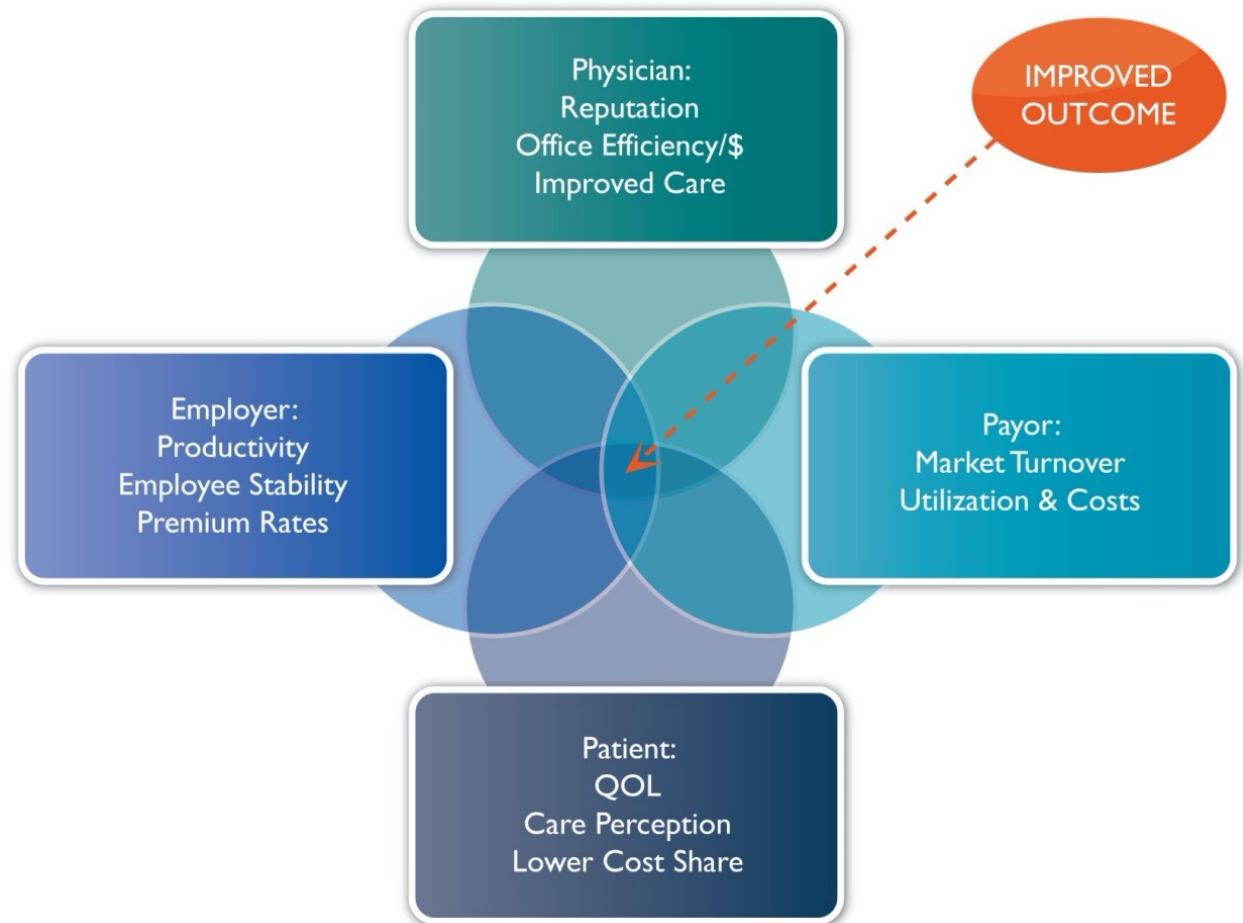 Physician:
Reputation
Office Efficiency/$
Improved Care
IMPROVED
OUTCOME
Employer:
Productivity
Employee Stability
Premium Rates
Payor:
Market Turnover
Utilization & Costs
Patient:
QOL
Care Perception
Lower Cost Share